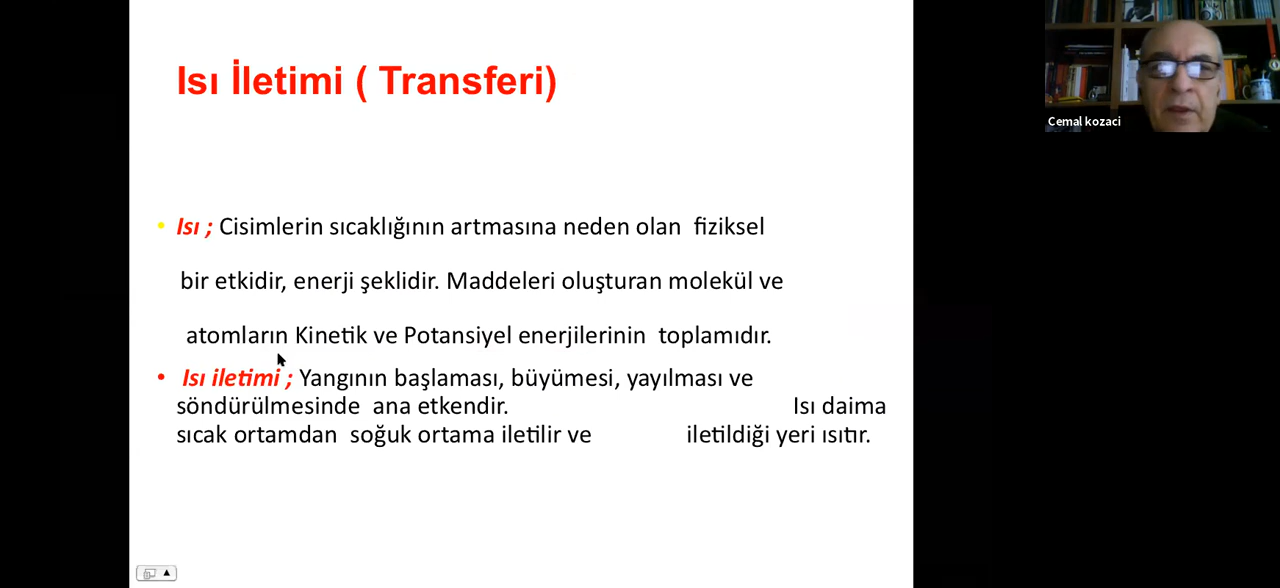 Isı İletimi ( Transferi)
Cemal kozaci
• Isı ; Cisimlerin sıcaklığının artmasına neden olan fiziksel
bir etkidir, enerji şeklidir. Maddeleri oluşturan molekül ve
atomların Kinetik ve Potansiyel enerjilerinin toplamıdır.
• Isı iletimi ; Yangının başlaması, büyümesi, yayılması ve
söndürülmesinde ana etkendir. Isı daima
sıcak ortamdan soğuk ortama iletilir ve iletildiği yeri ısıtır.